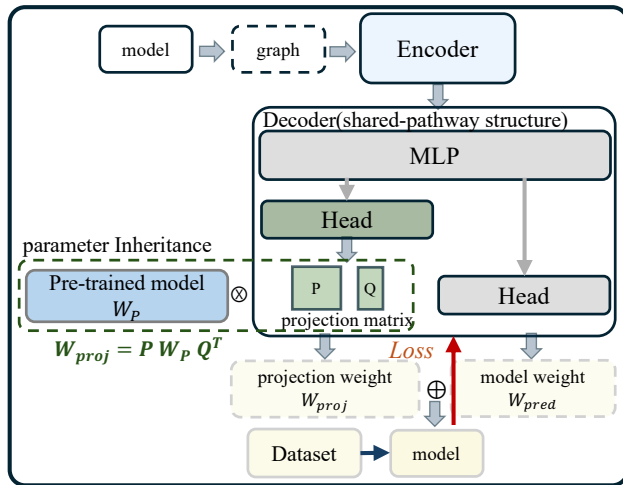 model
graph
Encoder
Decoder(shared-pathway structure)
MLP
Head
parameter Inheritance
Pre-trained model
W_P
⊗
P
Q
projection matrix
Head
W_proj = P W_P Q^T
Loss
projection weight
W_proj
⊕
model weight
W_pred
Dataset
model